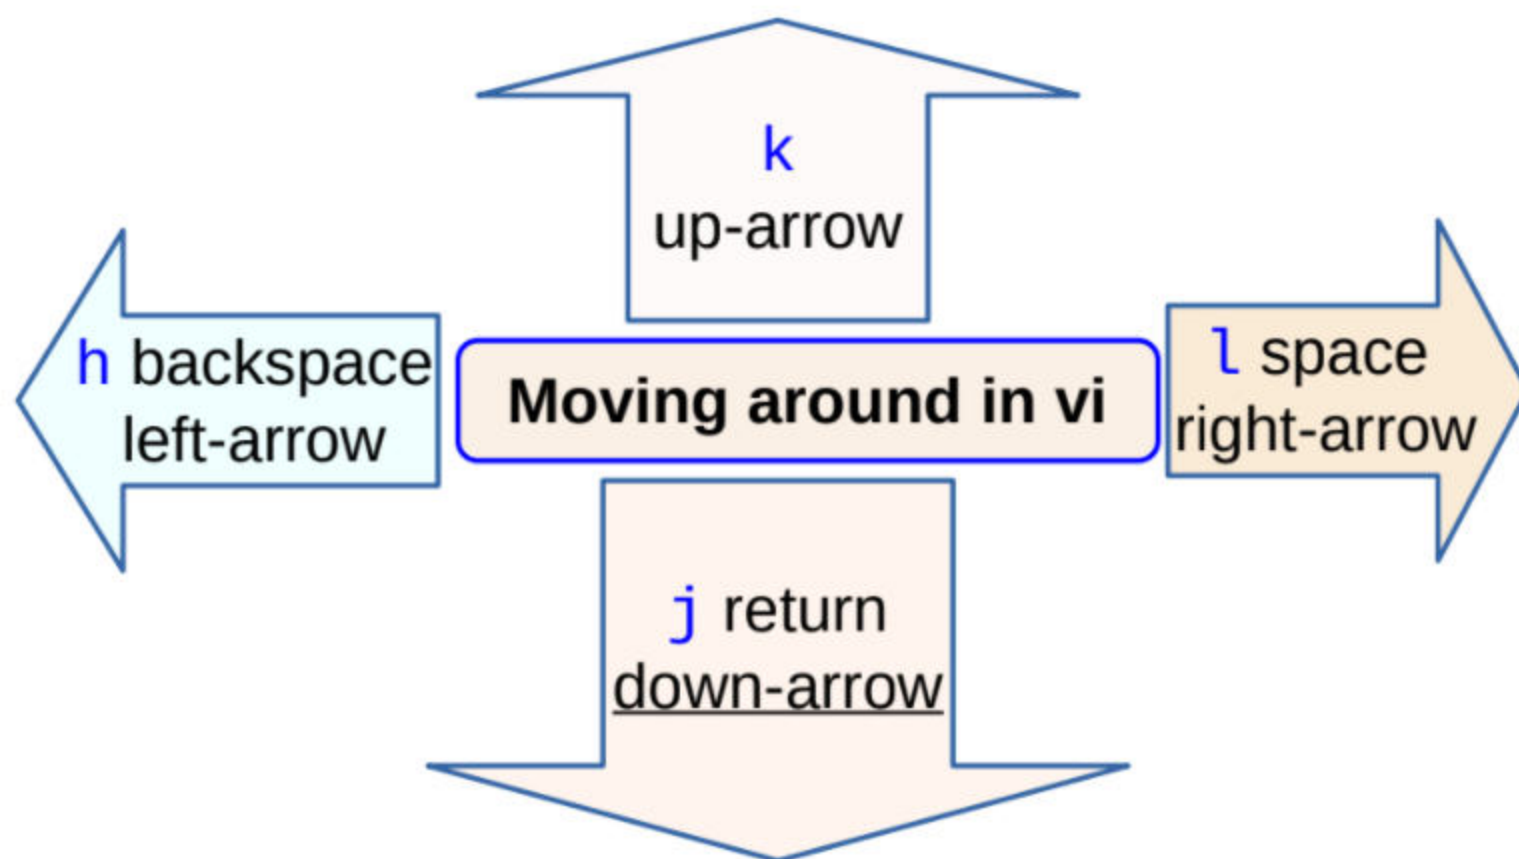 k
up-arrow
h backspace
left-arrow
Moving around in vi
l space
right-arrow
j return
down-arrow